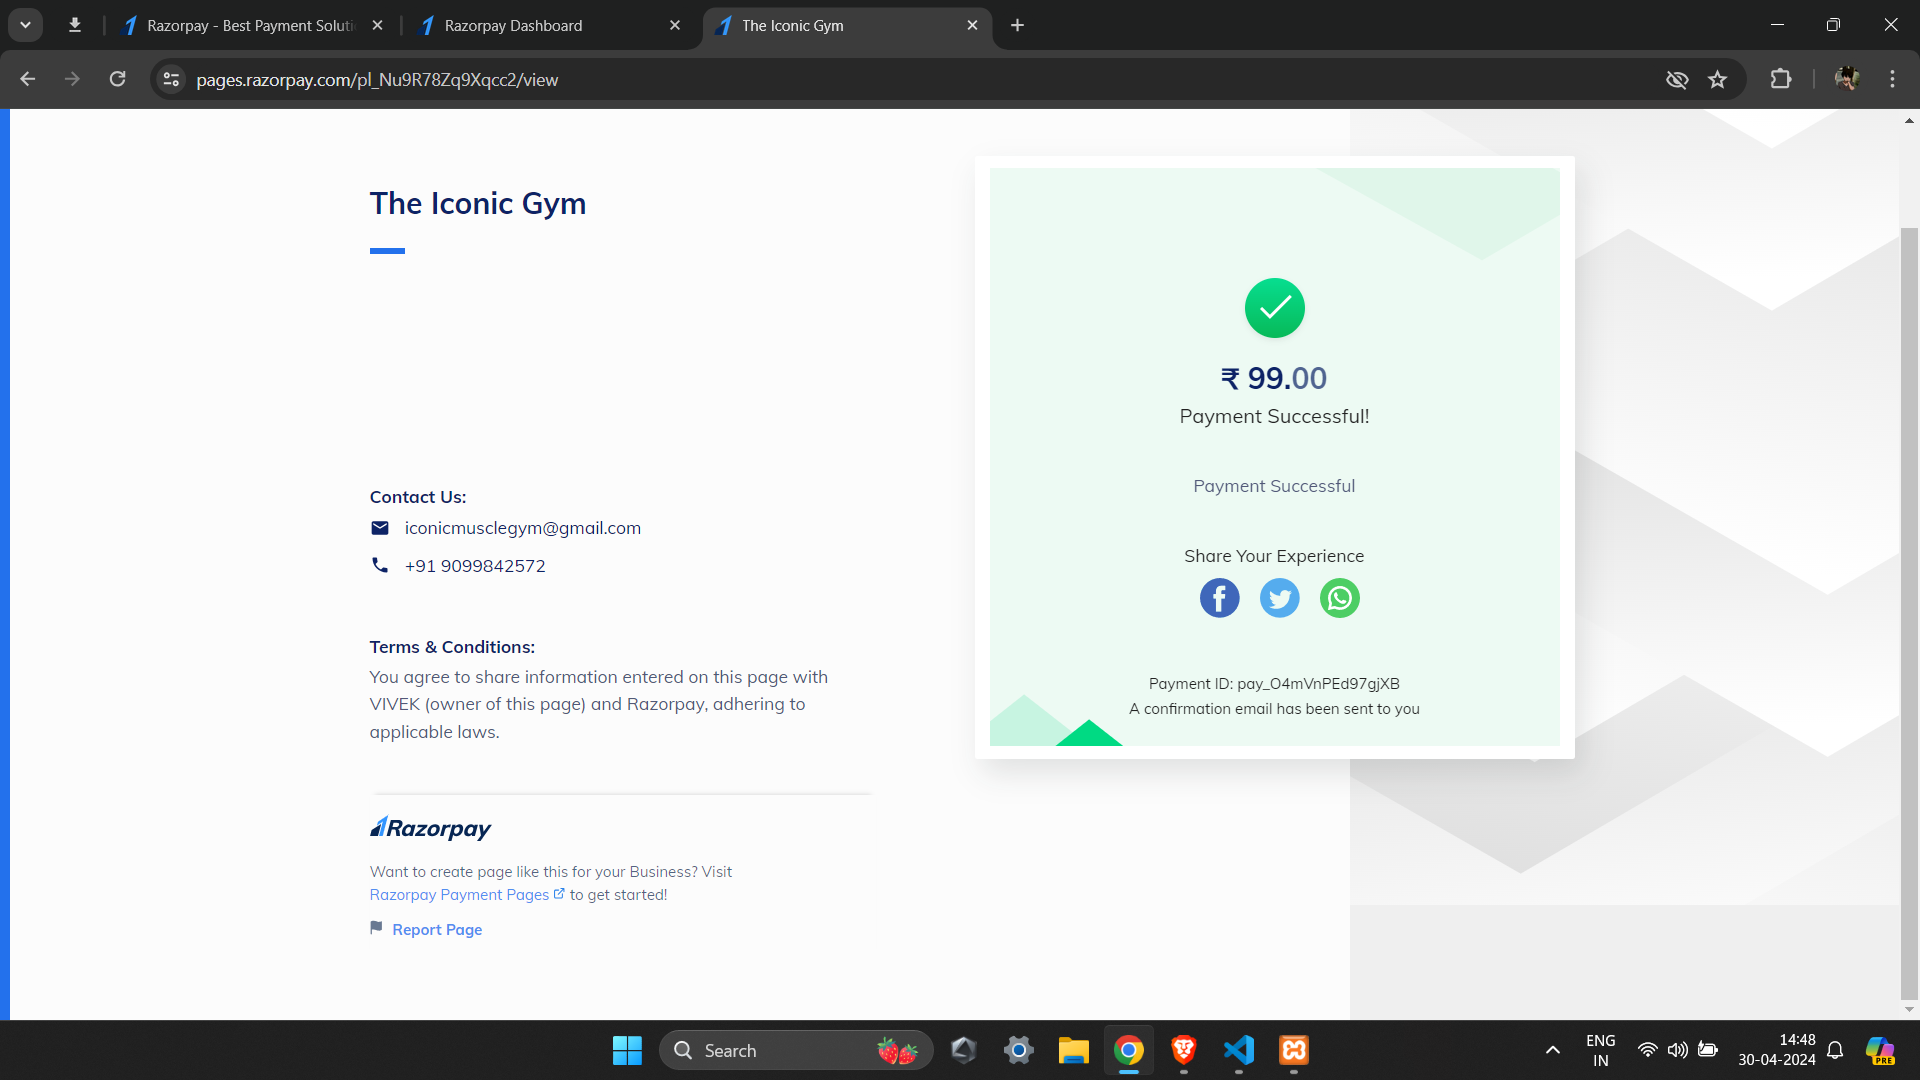 Razorpay - Best Payment Soluti
Razorpay Dashboard
The Iconic Gym
pages.razorpay.com/pl_Nu9R78Zq9Xqcc2/view
The Iconic Gym
Contact Us:
iconicmusclegym@gmail.com
+91 9099842572
Terms & Conditions:
You agree to share information entered on this page with
VIVEK (owner of this page) and Razorpay, adhering to
applicable laws.
Razorpay
Want to create page like this for your Business? Visit
Razorpay Payment Pages to get started!
Report Page
₹ 99.00
Payment Successful!
Payment Successful
Share Your Experience
Payment ID: pay_O4mVnPEd97gjXB
A confirmation email has been sent to you
Search
ENG
IN
14:48
30-04-2024
PRE